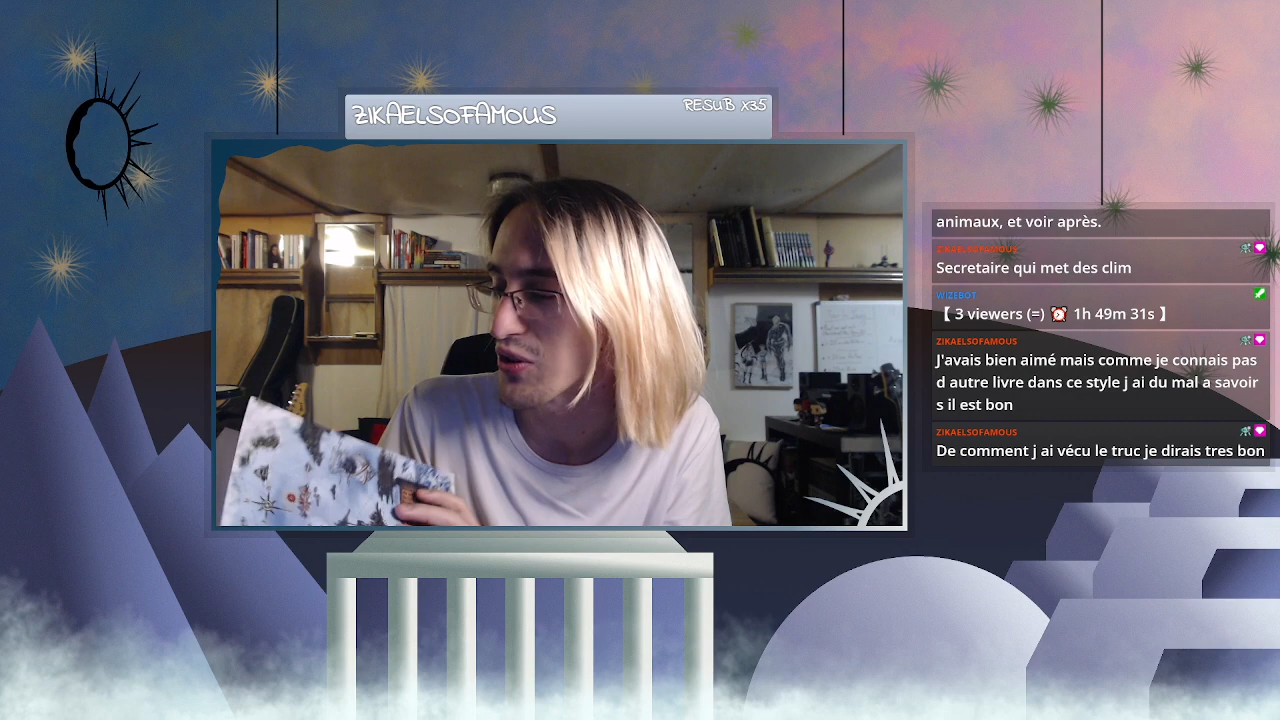 ZIKAELSOFAMOUS
RESUB X35
animaux, et voir après.
ZIKAELSOFAMOUS
Secretaire qui met des clim
WIZEBOT
【 3 viewers (=) ⏰ 1h 49m 31s 】
ZIKAELSOFAMOUS
J'avais bien aimé mais comme je connais pas
d autre livre dans ce style j ai du mal a savoir
s il est bon
ZIKAELSOFAMOUS
De comment j ai vécu le truc je dirais tres bon